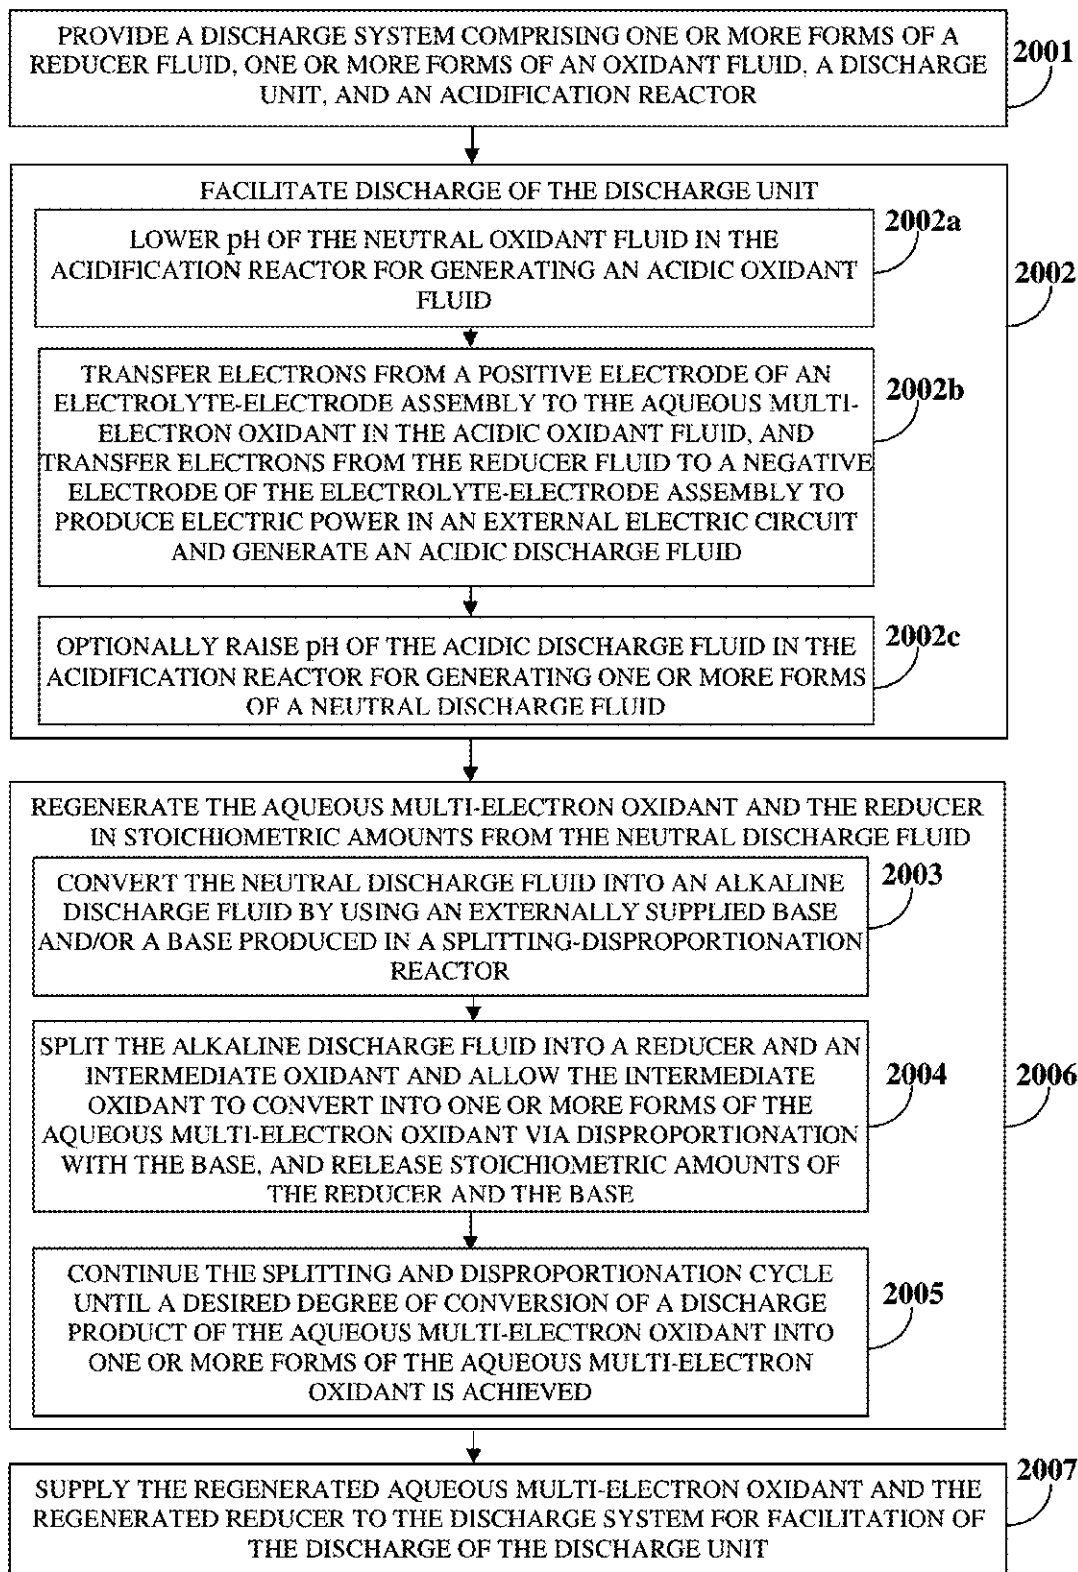 PROVIDE A DISCHARGE SYSTEM COMPRISING ONE OR MORE FORMS OF A
REDUCER FLUID, ONE OR MORE FORMS OF AN OXIDANT FLUID, A DISCHARGE
UNIT, AND AN ACIDIFICATION REACTOR
2001
FACILITATE DISCHARGE OF THE DISCHARGE UNIT
2002
LOWER pH OF THE NEUTRAL OXIDANT FLUID IN THE
ACIDIFICATION REACTOR FOR GENERATING AN ACIDIC OXIDANT
FLUID
2002a
TRANSFER ELECTRONS FROM A POSITIVE ELECTRODE OF AN
ELECTROLYTE-ELECTRODE ASSEMBLY TO THE AQUEOUS MULTI-
ELECTRON OXIDANT IN THE ACIDIC OXIDANT FLUID, AND
TRANSFER ELECTRONS FROM THE REDUCER FLUID TO A NEGATIVE
ELECTRODE OF THE ELECTROLYTE-ELECTRODE ASSEMBLY TO
PRODUCE ELECTRIC POWER IN AN EXTERNAL ELECTRIC CIRCUIT
AND GENERATE AN ACIDIC DISCHARGE FLUID
2002b
OPTIONALLY RAISE pH OF THE ACIDIC DISCHARGE FLUID IN THE
ACIDIFICATION REACTOR FOR GENERATING ONE OR MORE FORMS
OF A NEUTRAL DISCHARGE FLUID
2002c
REGENERATE THE AQUEOUS MULTI-ELECTRON OXIDANT AND THE REDUCER
IN STOICHIOMETRIC AMOUNTS FROM THE NEUTRAL DISCHARGE FLUID
2006
CONVERT THE NEUTRAL DISCHARGE FLUID INTO AN ALKALINE
DISCHARGE FLUID BY USING AN EXTERNALLY SUPPLIED BASE
AND/OR A BASE PRODUCED IN A SPLITTING-DISPROPORTIONATION
REACTOR
2003
SPLIT THE ALKALINE DISCHARGE FLUID INTO A REDUCER AND AN
INTERMEDIATE OXIDANT AND ALLOW THE INTERMEDIATE
OXIDANT TO CONVERT INTO ONE OR MORE FORMS OF THE
AQUEOUS MULTI-ELECTRON OXIDANT VIA DISPROPORTIONATION
WITH THE BASE, AND RELEASE STOICHIOMETRIC AMOUNTS OF
THE REDUCER AND THE BASE
2004
CONTINUE THE SPLITTING AND DISPROPORTIONATION CYCLE
UNTIL A DESIRED DEGREE OF CONVERSION OF A DISCHARGE
PRODUCT OF THE AQUEOUS MULTI-ELECTRON OXIDANT INTO
ONE OR MORE FORMS OF THE AQUEOUS MULTI-ELECTRON
OXIDANT IS ACHIEVED
2005
SUPPLY THE REGENERATED AQUEOUS MULTI-ELECTRON OXIDANT AND THE
REGENERATED REDUCER TO THE DISCHARGE SYSTEM FOR FACILITATION OF
THE DISCHARGE OF THE DISCHARGE UNIT
2007